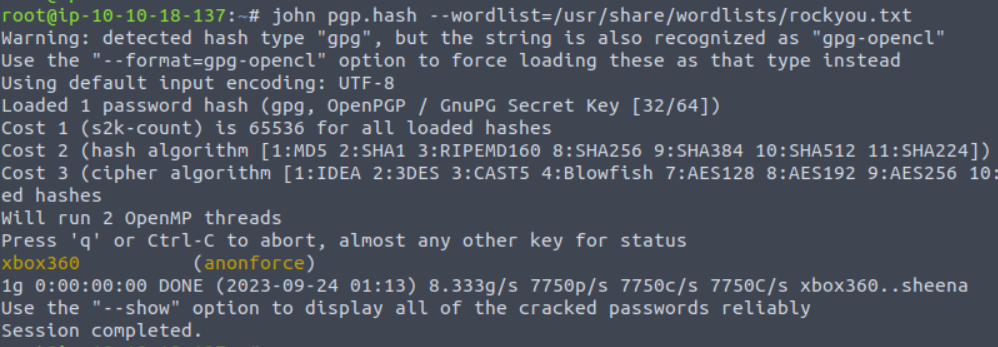 root@ip-10-10-18-137:~# john pgp.hash --wordlist=/usr/share/wordlists/rockyou.txt
Warning: detected hash type "gpg", but the string is also recognized as "gpg-opencl"
Use the "--format=gpg-opencl" option to force loading these as that type instead
Using default input encoding: UTF-8
Loaded 1 password hash (gpg, OpenPGP / GnuPG Secret Key [32/64])
Cost 1 (s2k-count) is 65536 for all loaded hashes
Cost 2 (hash algorithm [1:MD5 2:SHA1 3:RIPEMD160 8:SHA256 9:SHA384 10:SHA512 11:SHA224])
Cost 3 (cipher algorithm [1:IDEA 2:3DES 3:CAST5 4:Blowfish 7:AES128 8:AES192 9:AES256 10:
ed hashes
Will run 2 OpenMP threads
Press 'q' or Ctrl-C to abort, almost any other key for status
xbox360          (anonforce)
1g 0:00:00:00 DONE (2023-09-24 01:13) 8.333g/s 7750p/s 7750c/s 7750C/s xbox360..sheena
Use the "--show" option to display all of the cracked passwords reliably
Session completed.